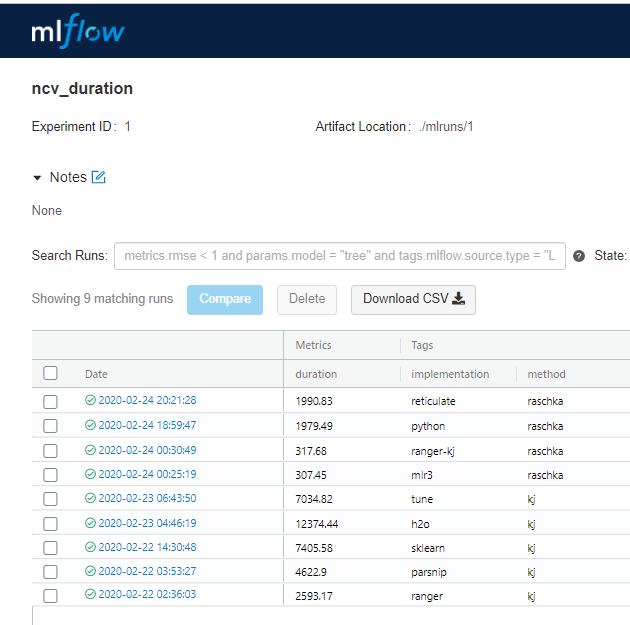 mlflow
ncv_duration
Experiment ID: 1 Artifact Location: ./mlruns/1
Notes
None
Search Runs: metrics.rmse < 1 and params.model = "tree" and tags.mlflow.source.type = "L ? State:
Showing 9 matching runs Compare Delete Download CSV
Metrics Tags
Date duration implementation method
2020-02-24 20:21:28 1990.83 reticulate raschka
2020-02-24 18:59:47 1979.49 python raschka
2020-02-24 00:30:49 317.68 ranger-kj raschka
2020-02-24 00:25:19 307.45 mlr3 raschka
2020-02-23 06:43:50 7034.82 tune kj
2020-02-23 04:46:19 12374.44 h2o kj
2020-02-22 14:30:48 7405.58 sklearn kj
2020-02-22 03:53:27 4622.9 parsnip kj
2020-02-22 02:36:03 2593.17 ranger kj